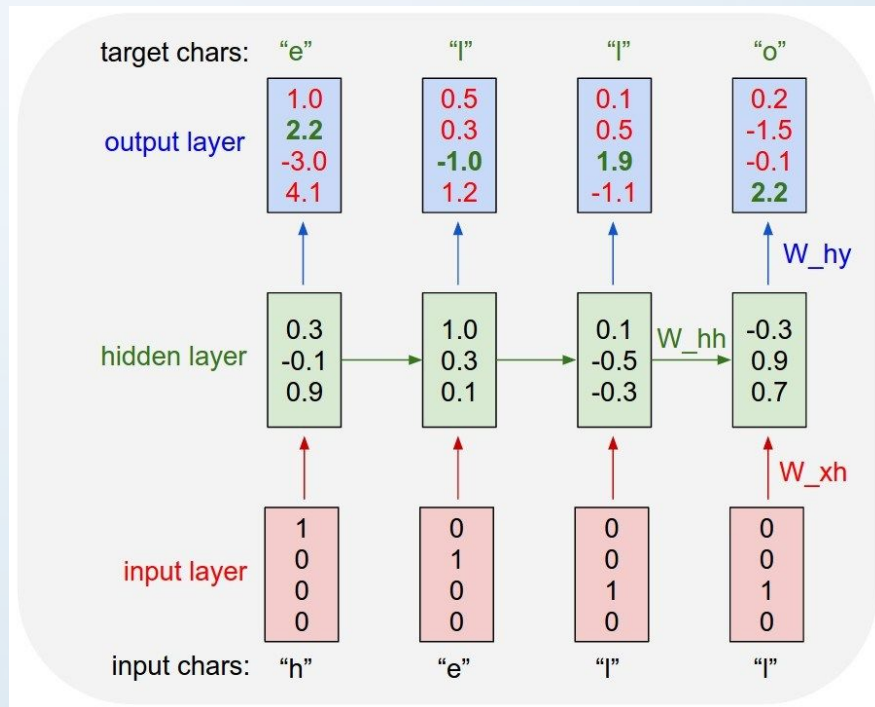 target chars: “e” “l” “l” “o”
1.0 0.5 0.1 0.2
2.2 0.3 0.5 -1.5
output layer
-3.0 -1.0 1.9 -0.1
4.1 1.2 -1.1 2.2
W_hy
0.3 1.0 0.1 -0.3
W_hh
hidden layer -0.1 0.3 -0.5 0.9
0.9 0.1 -0.3 0.7
W_xh
1 0 0 0
0 1 0 0
input layer
0 0 1 1
0 0 0 0
input chars: “h” “e” “l” “l”